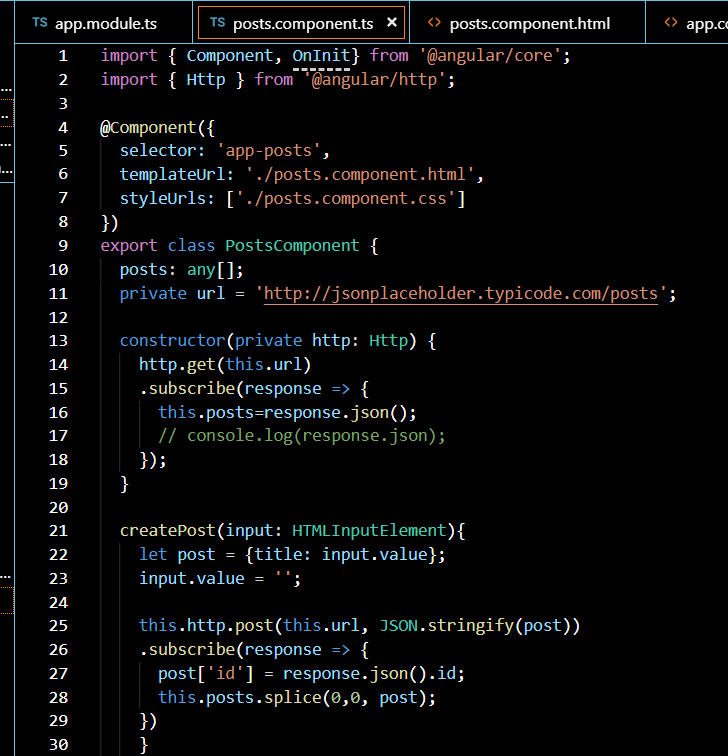 TS app.module.ts TS posts.component.ts × <> posts.component.html <> app.co
1 import { Component, OnInit} from '@angular/core';
2 import { Http } from '@angular/http';
3
4 @Component({
5 selector: 'app-posts',
6 templateUrl: './posts.component.html',
7 styleUrls: ['./posts.component.css']
8 })
9 export class PostsComponent {
10 posts: any[];
11 private url = 'http://jsonplaceholder.typicode.com/posts';
12
13 constructor(private http: Http) {
14 http.get(this.url)
15 .subscribe(response => {
16 this.posts=response.json();
17 // console.log(response.json);
18 });
19 }
20
21 createPost(input: HTMLInputElement){
22 let post = {title: input.value};
23 input.value = '';
24
25 this.http.post(this.url, JSON.stringify(post))
26 .subscribe(response => {
27 post['id'] = response.json().id;
28 this.posts.splice(0,0, post);
29 })
30 }